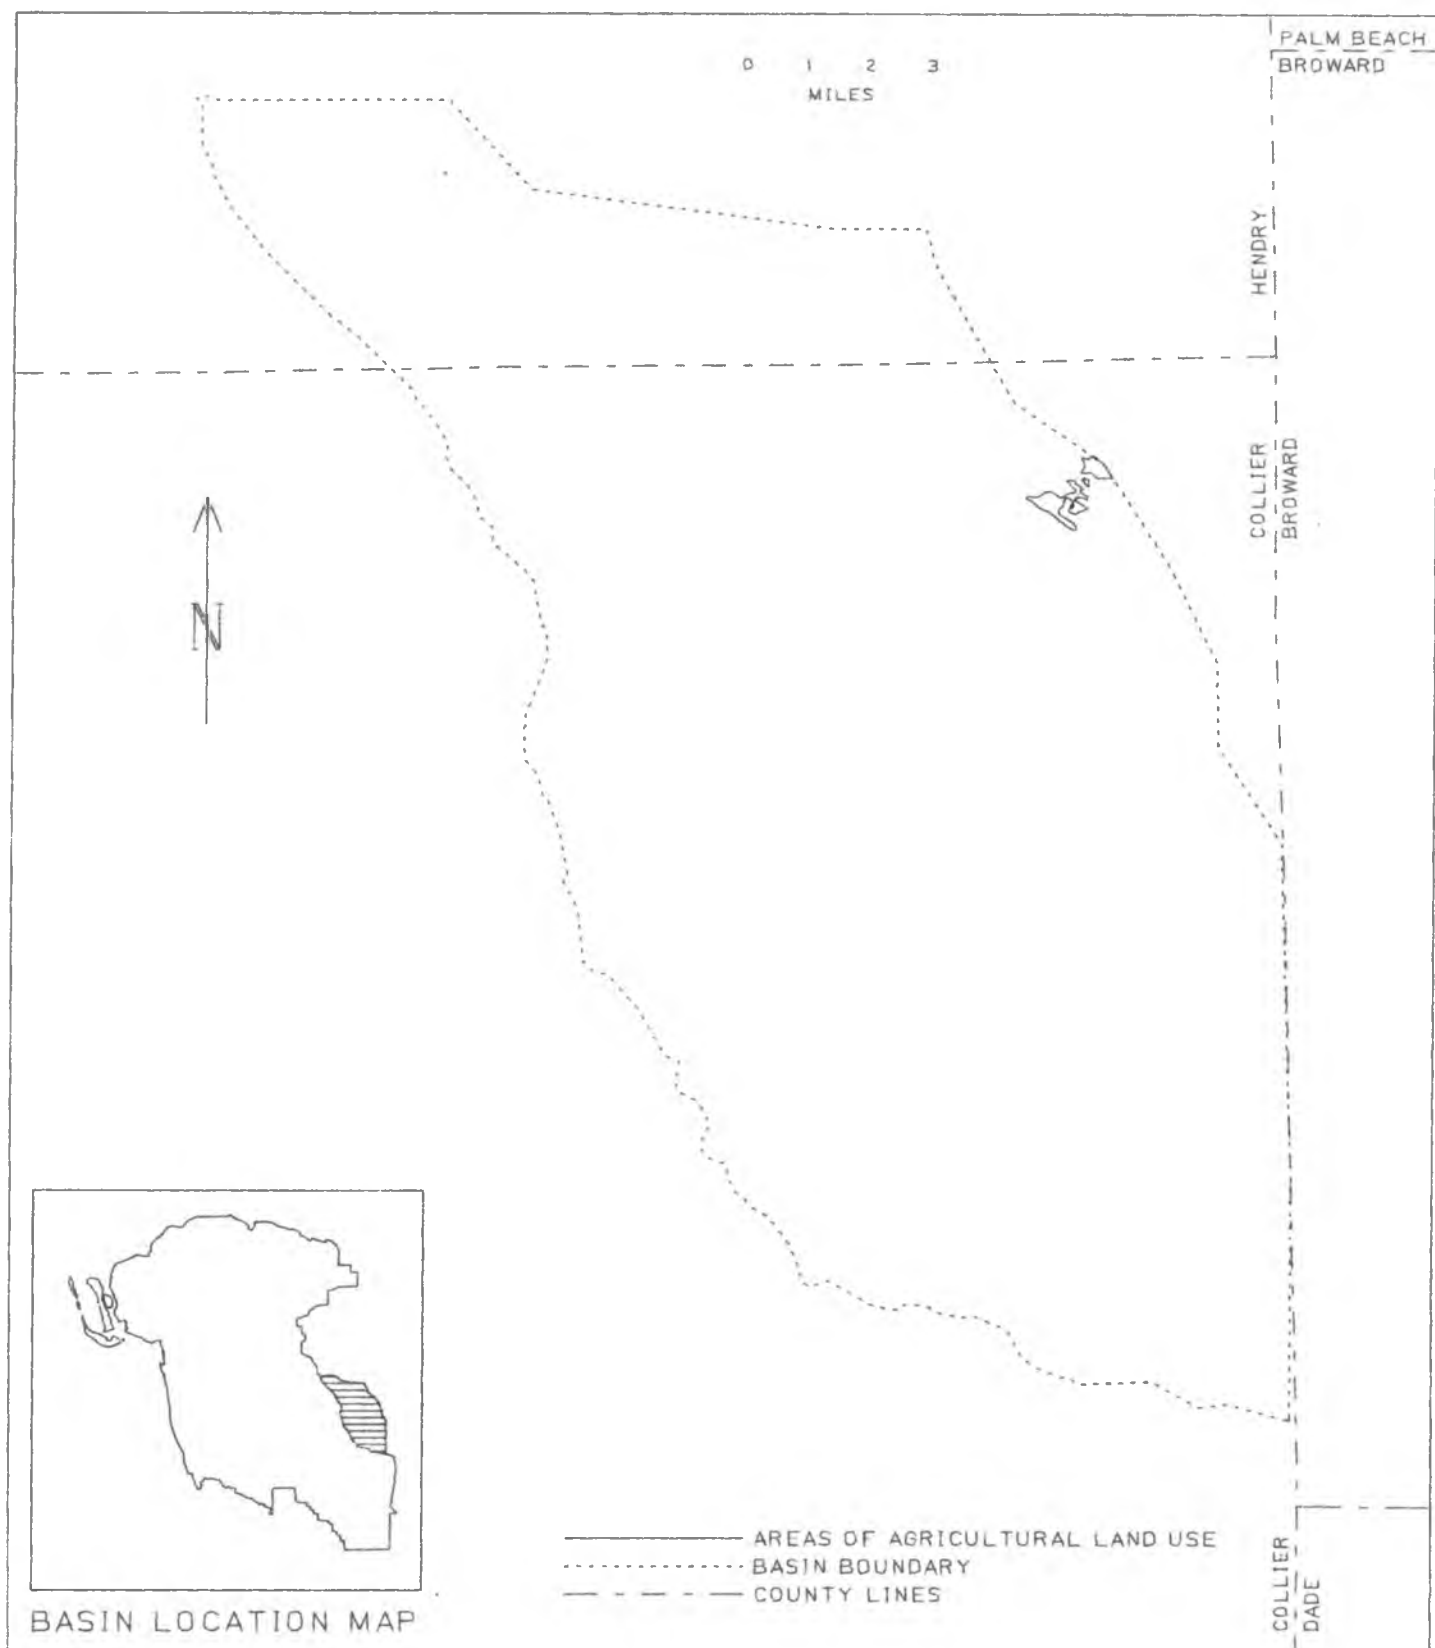 PALM BEACH
BROWARD
0 1 2 3
MILES
HENDRY
COLLIER
BROWARD
N
AREAS OF AGRICULTURAL LAND USE
BASIN BOUNDARY
COUNTY LINES
COLLIER
DADE
BASIN LOCATION MAP